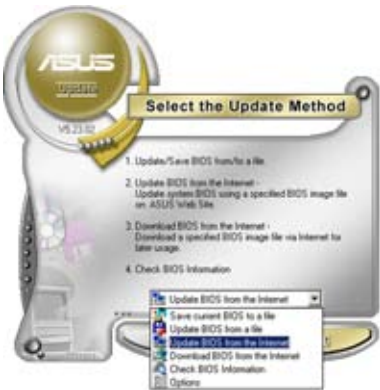 ASUS
Update
V5.23.02
Select the Update Method
1. Update/Save BIOS from/to a file
2. Update BIOS from the Internet -
Update system BIOS using a specified BIOS image file
on ASUS Web Site.
3. Download BIOS from the Internet -
Download a specified BIOS image file via Internet for
later usage.
4. Check BIOS Information
Update BIOS from the Internet
Save current BIOS to a file
Update BIOS from a file
Update BIOS from the Internet
Download BIOS from the Internet
Check BIOS Information
Options